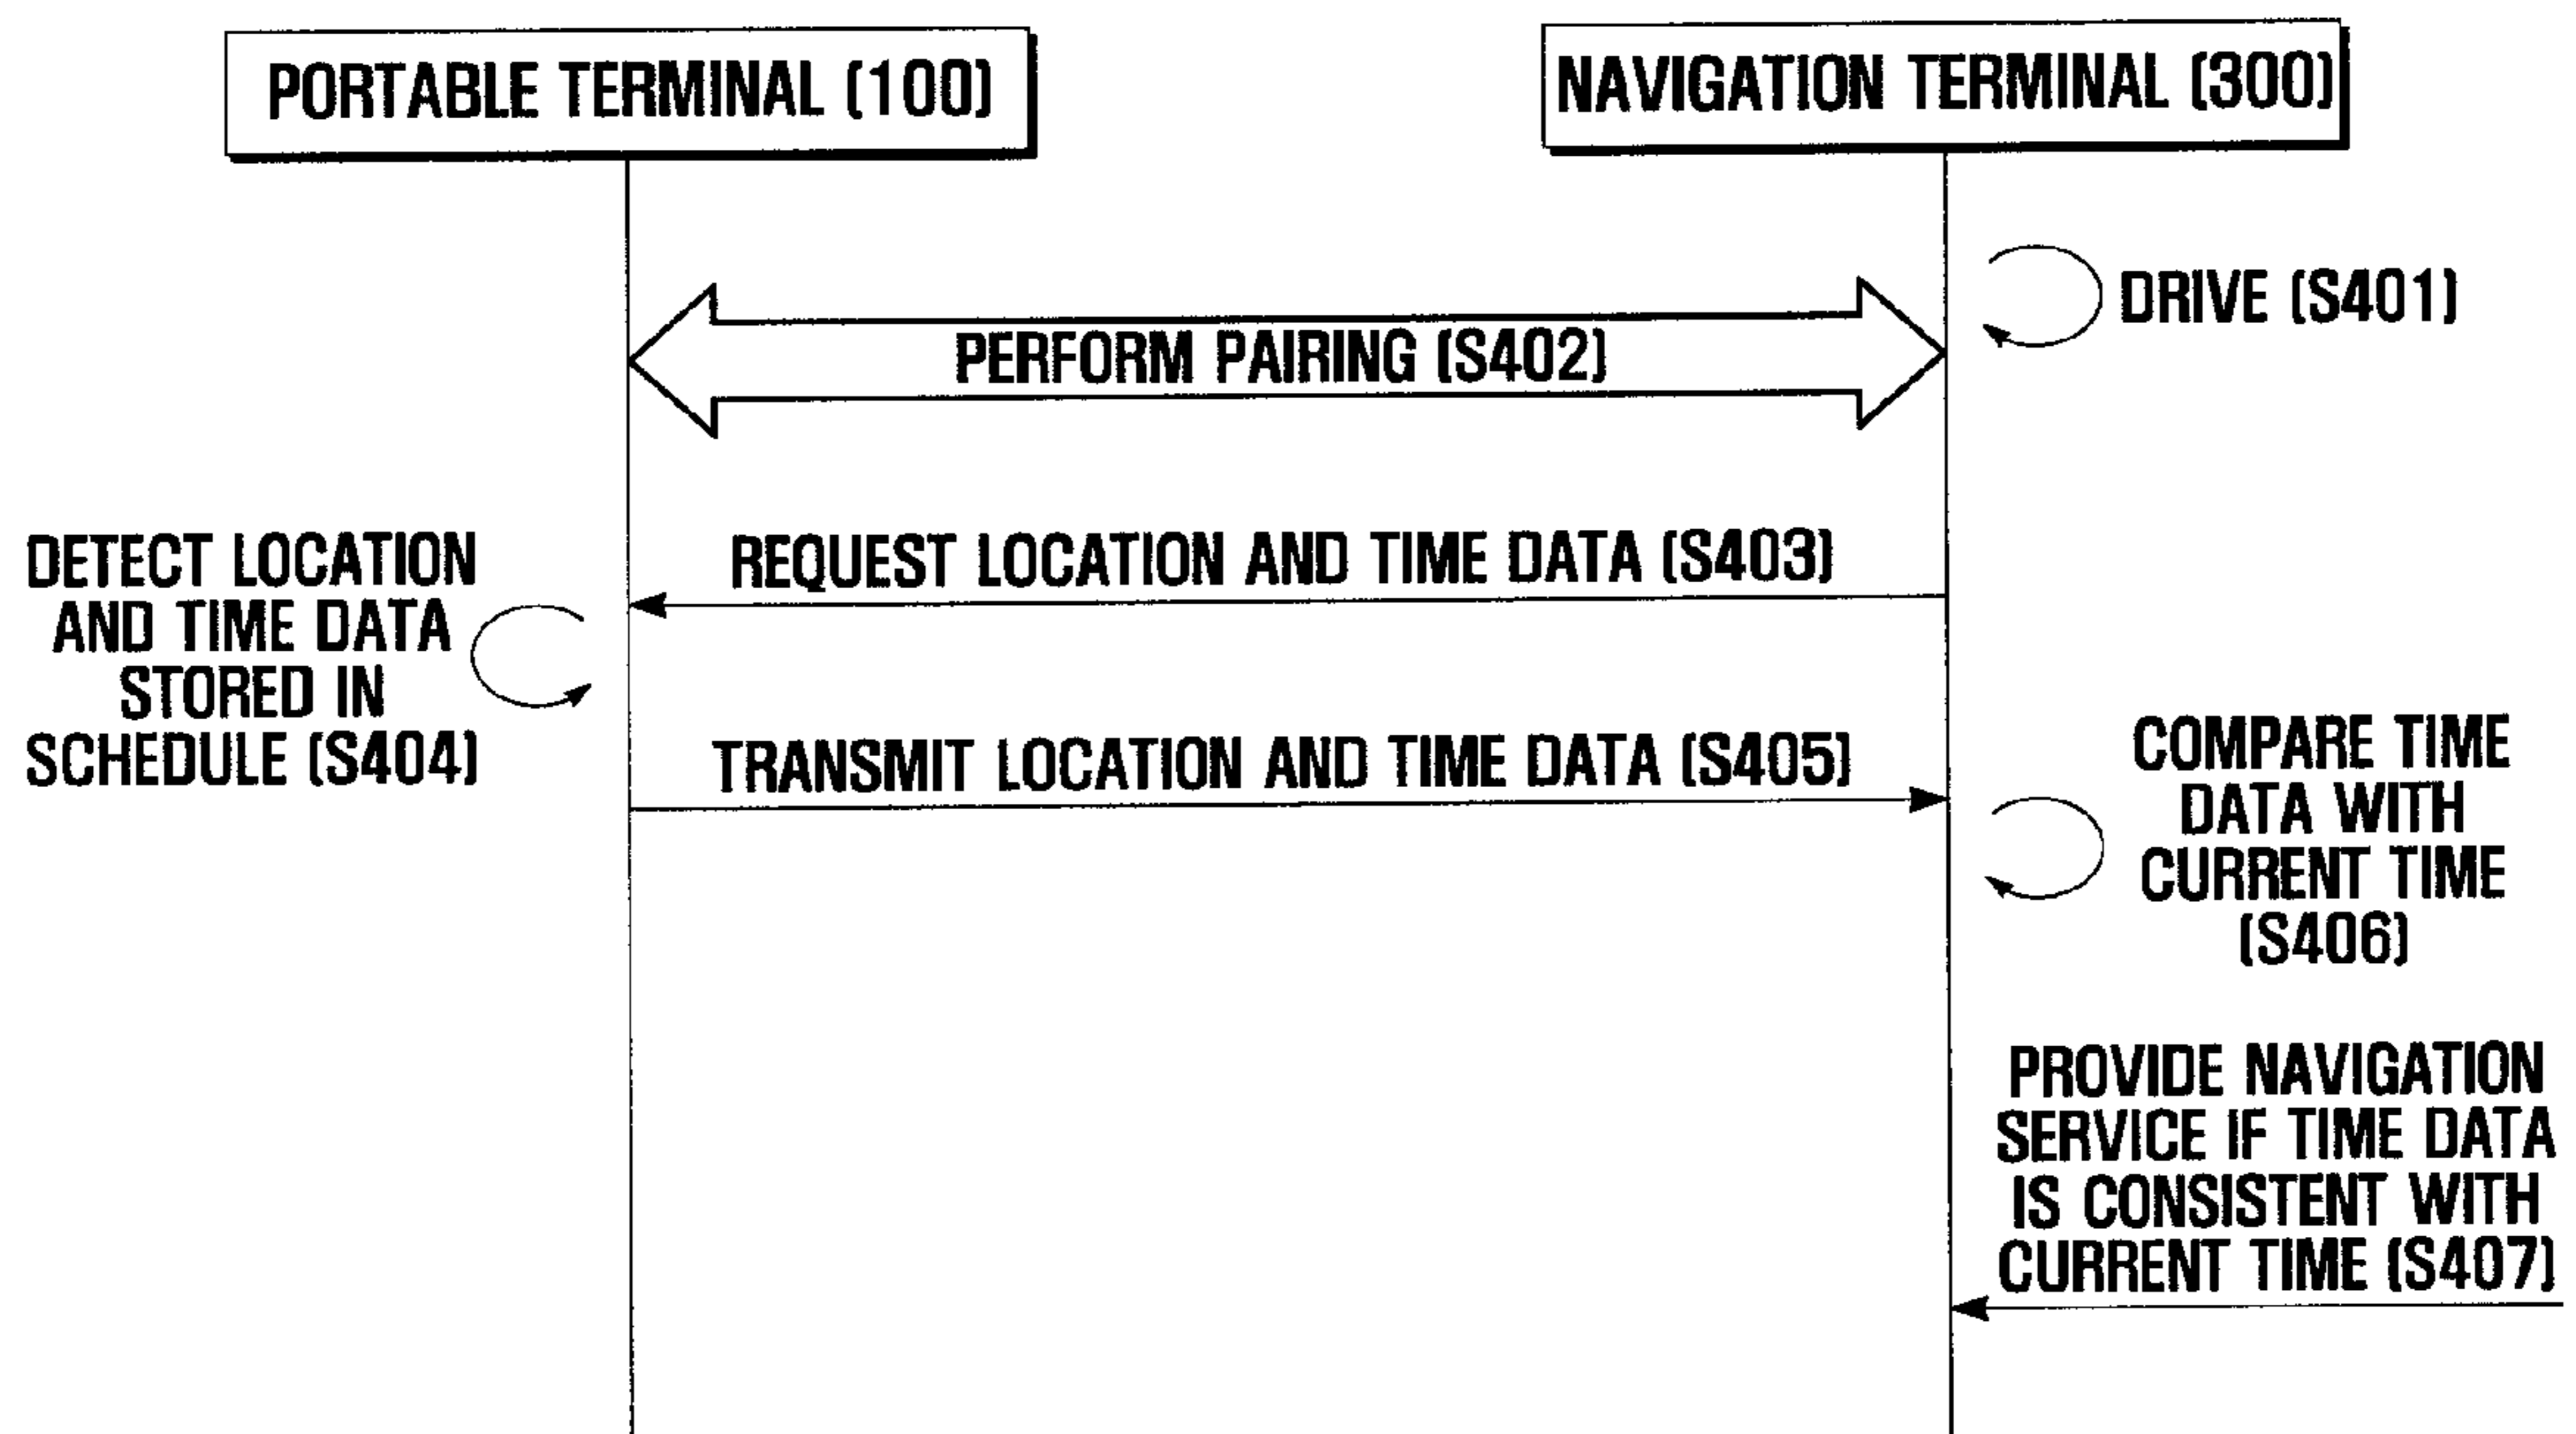 PORTABLE TERMINAL (100)
NAVIGATION TERMINAL (300)
DRIVE (S401)
PERFORM PAIRING (S402)
REQUEST LOCATION AND TIME DATA (S403)
DETECT LOCATION
AND TIME DATA
STORED IN
SCHEDULE (S404)
TRANSMIT LOCATION AND TIME DATA (S405)
COMPARE TIME
DATA WITH
CURRENT TIME
(S406)
PROVIDE NAVIGATION
SERVICE IF TIME DATA
IS CONSISTENT WITH
CURRENT TIME (S407)